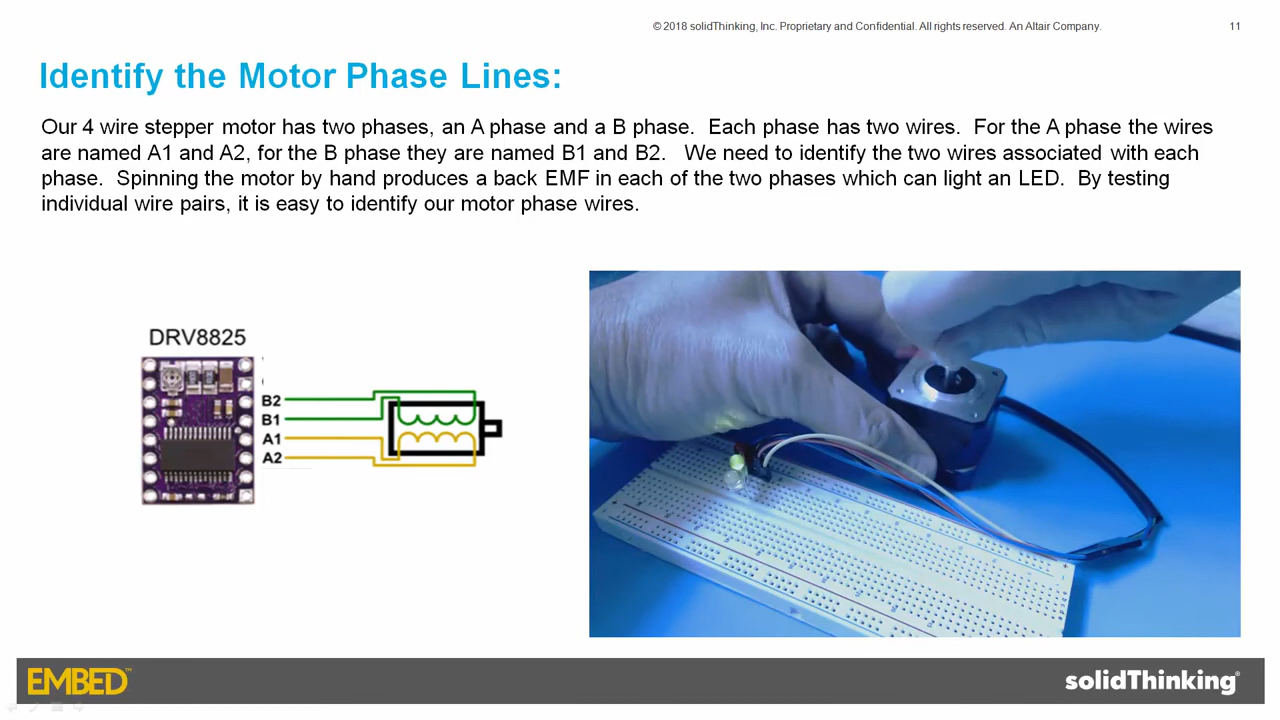 © 2018 solidThinking, Inc. Proprietary and Confidential. All rights reserved. An Altair Company.
11
Identify the Motor Phase Lines:
Our 4 wire stepper motor has two phases, an A phase and a B phase. Each phase has two wires. For the A phase the wires
are named A1 and A2, for the B phase they are named B1 and B2. We need to identify the two wires associated with each
phase. Spinning the motor by hand produces a back EMF in each of the two phases which can light an LED. By testing
individual wire pairs, it is easy to identify our motor phase wires.
DRV8825
B2
B1
A1
A2
EMBED™
solidThinking®